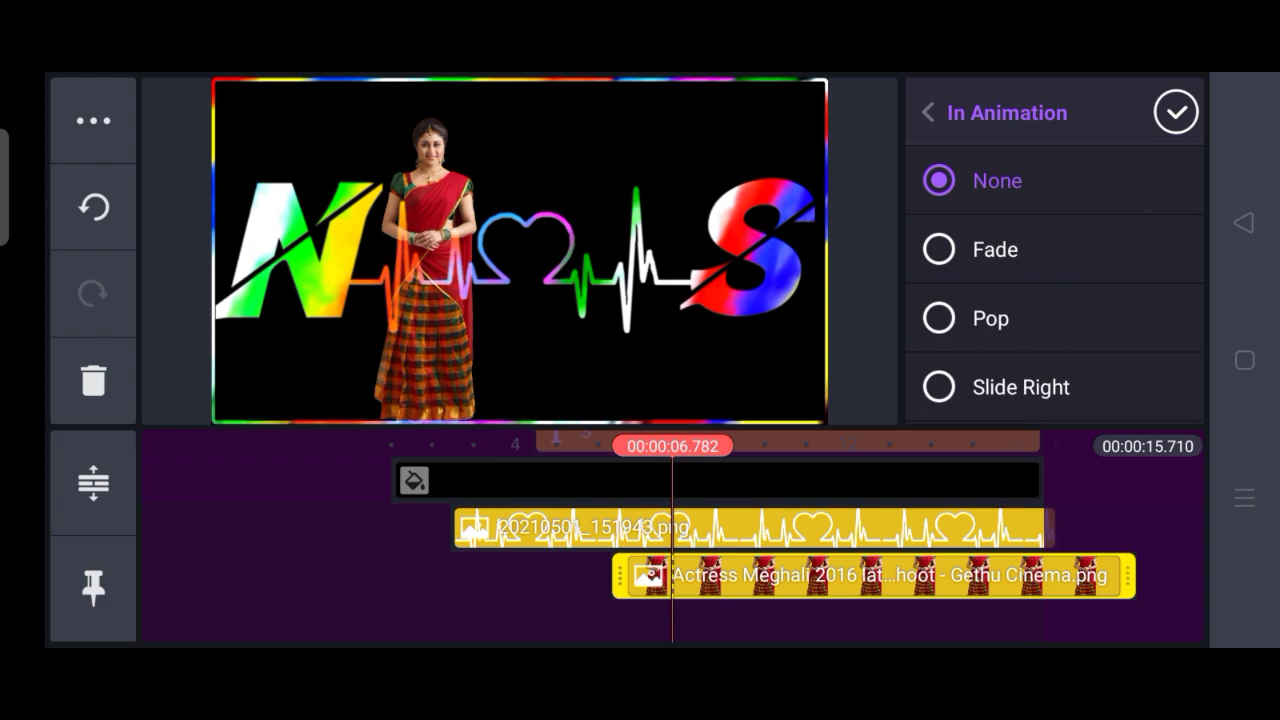 In Animation
None
N S
Fade
Pop
Slide Right
4
00:00:06.782
00:00:15.710
20210501_151943.png
Actress Meghali 2016 lat...hoot - Gethu Cinema.png